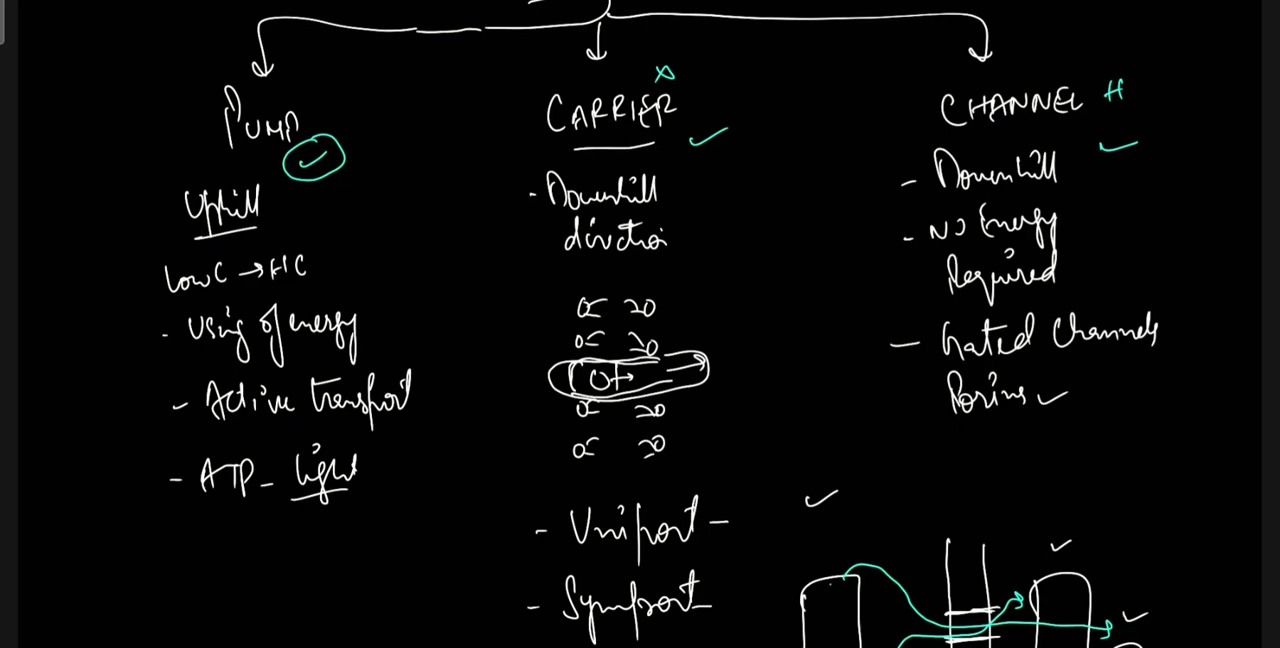 PUMP
Uphill
Low C → HC
- Using of energy
- Active transport
- ATP - light
CARRIER
- Downhill
direction
- Uniport -
- Symport -
CHANNEL #
- Downhill
- No Energy
Required
- Gated Channels
Porins